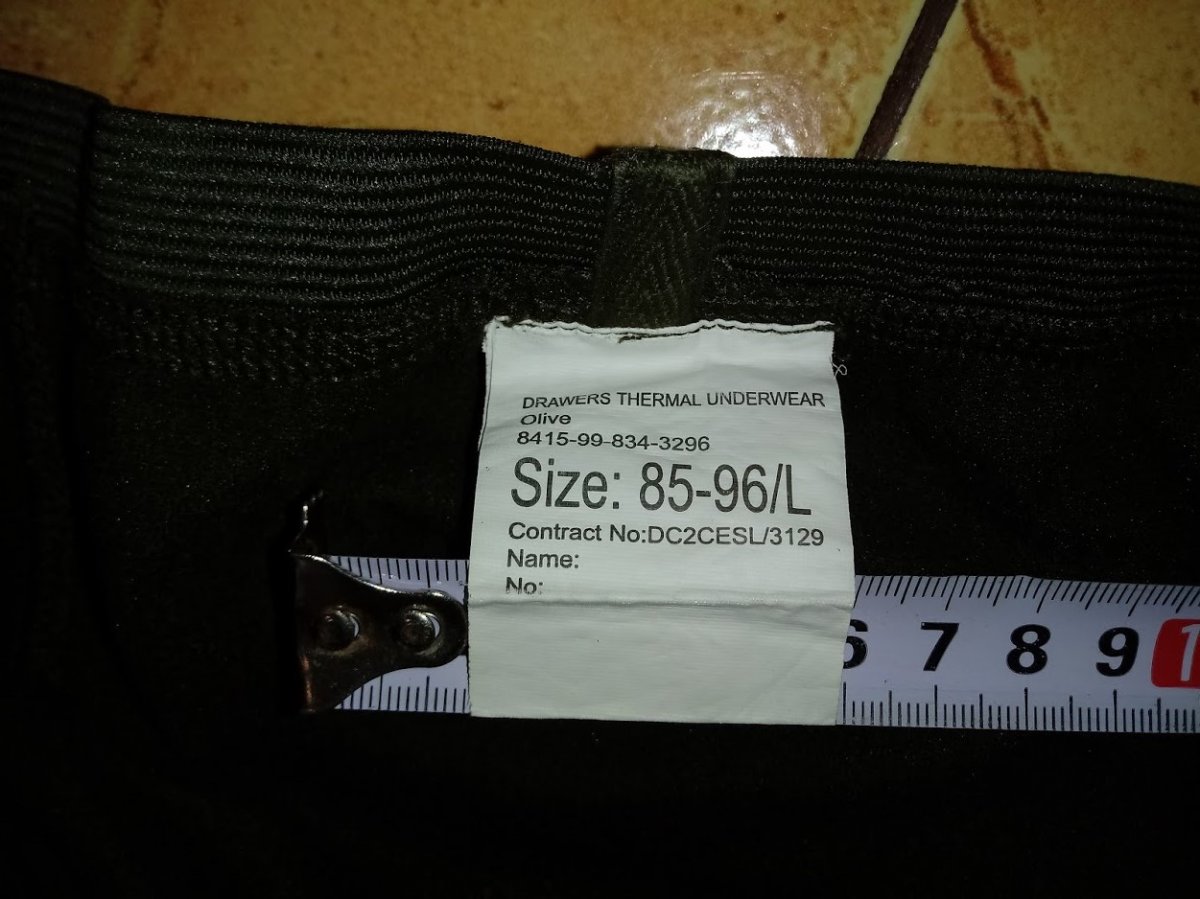 DRAWERS THERMAL UNDERWEAR
Olive
8415-99-834-3296
Size: 85-96/L
Contract No:DC2CESL/3129
Name:
No:
6 7 8 9 1